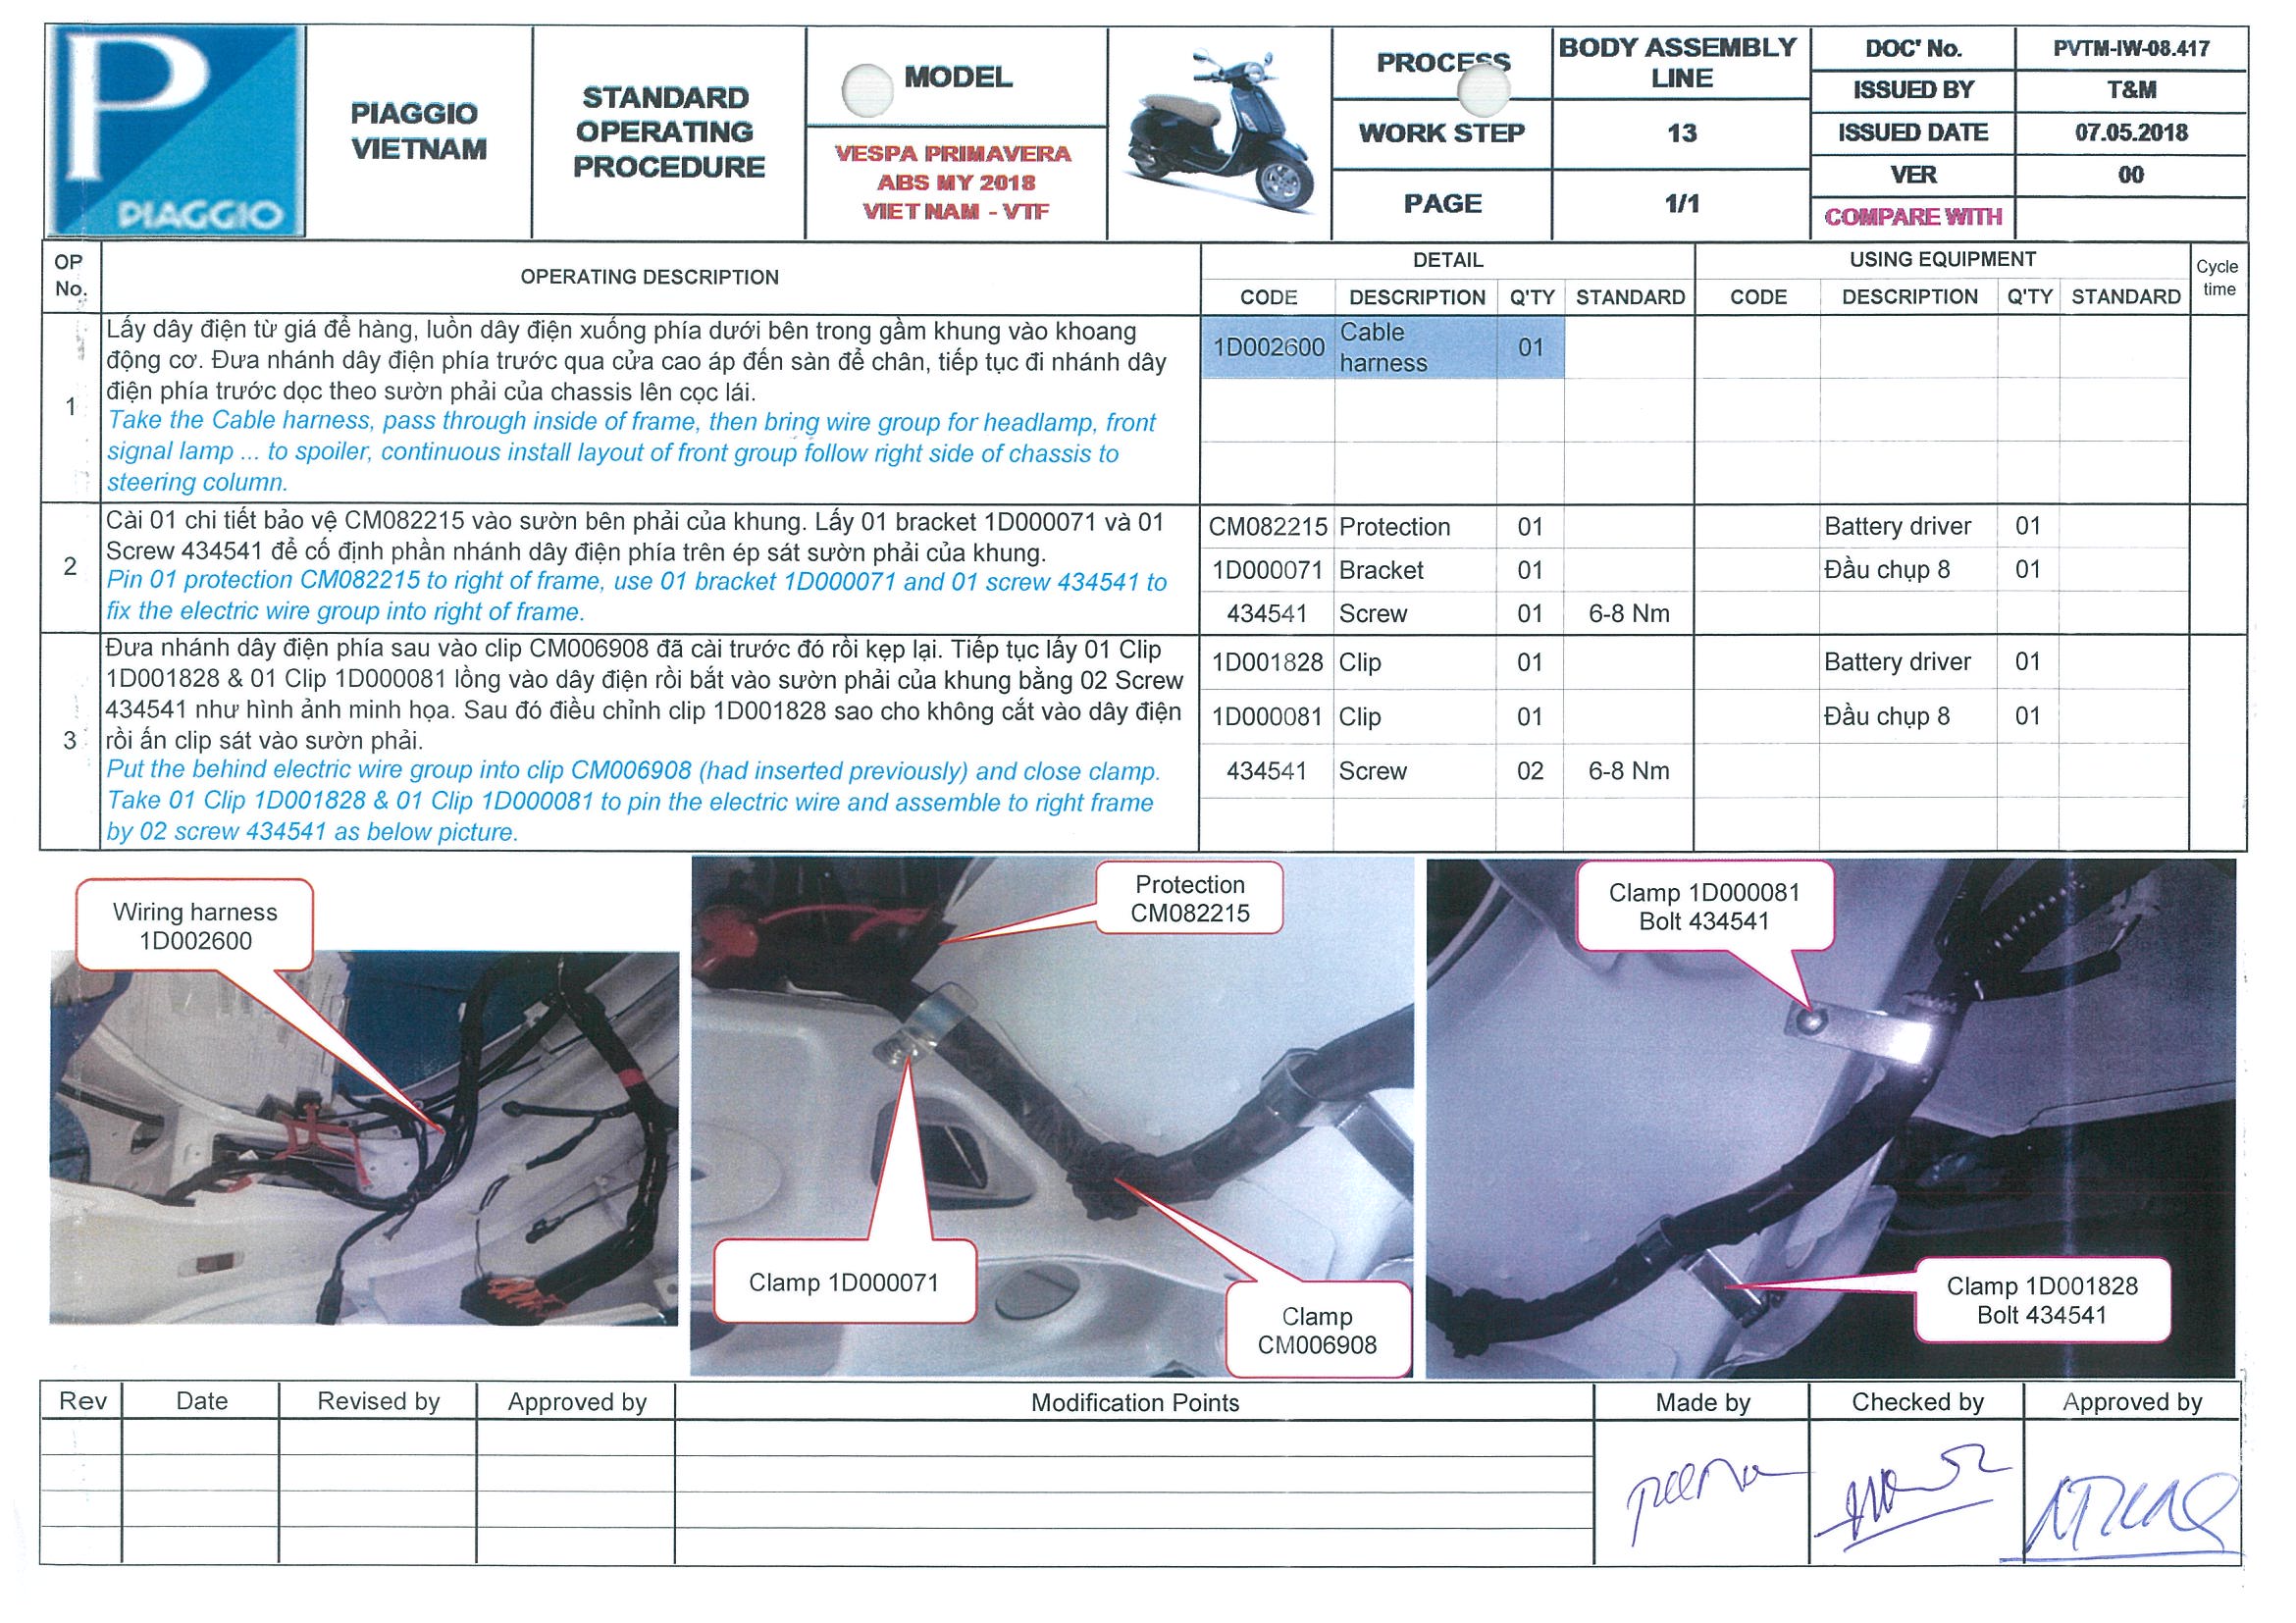 P
PIAGGIO
PIAGGIO
VIETNAM
STANDARD
OPERATING
PROCEDURE
MODEL
VESPA PRIMAVERA
ABS MY 2018
VIET NAM - VTF
PROCESS
BODY ASSEMBLY
LINE
WORK STEP
13
PAGE
1/1
DOC' No.
PVTM-IW-08.417
ISSUED BY
T&M
ISSUED DATE
07.05.2018
VER
00
COMPARE WITH
OP
No.
OPERATING DESCRIPTION
DETAIL
USING EQUIPMENT
Cycle
time
CODE
DESCRIPTION
Q'TY
STANDARD
CODE
DESCRIPTION
Q'TY
STANDARD
1
Lấy dây điện từ giá để hàng, luồn dây điện xuống phía dưới bên trong gầm khung vào khoang
động cơ. Đưa nhánh dây điện phía trước qua cửa cao áp đến sàn để chân, tiếp tục đi nhánh dây
điện phía trước dọc theo sườn phải của chassis lên cọc lái.
Take the Cable harness, pass through inside of frame, then bring wire group for headlamp, front
signal lamp ... to spoiler, continuous install layout of front group follow right side of chassis to
steering column.
1D002600
Cable
harness
01
2
Cài 01 chi tiết bảo vệ CM082215 vào sườn bên phải của khung. Lấy 01 bracket 1D000071 và 01
Screw 434541 để cố định phần nhánh dây điện phía trên ép sát sườn phải của khung.
Pin 01 protection CM082215 to right of frame, use 01 bracket 1D000071 and 01 screw 434541 to
fix the electric wire group into right of frame.
CM082215 Protection 01 Battery driver 01
1D000071 Bracket 01 Đầu chụp 8 01
434541 Screw 01 6-8 Nm
3
Đưa nhánh dây điện phía sau vào clip CM006908 đã cài trước đó rồi kẹp lại. Tiếp tục lấy 01 Clip
1D001828 & 01 Clip 1D000081 lồng vào dây điện rồi bắt vào sườn phải của khung bằng 02 Screw
434541 như hình ảnh minh họa. Sau đó điều chỉnh clip 1D001828 sao cho không cắt vào dây điện
rồi ấn clip sát vào sườn phải.
Put the behind electric wire group into clip CM006908 (had inserted previously) and close clamp.
Take 01 Clip 1D001828 & 01 Clip 1D000081 to pin the electric wire and assemble to right frame
by 02 screw 434541 as below picture.
1D001828 Clip 01 Battery driver 01
1D000081 Clip 01 Đầu chụp 8 01
434541 Screw 02 6-8 Nm
Wiring harness
1D002600
Protection
CM082215
Clamp 1D000071
Clamp
CM006908
Clamp 1D000081
Bolt 434541
Clamp 1D001828
Bolt 434541
Rev
Date
Revised by
Approved by
Modification Points
Made by
Checked by
Approved by